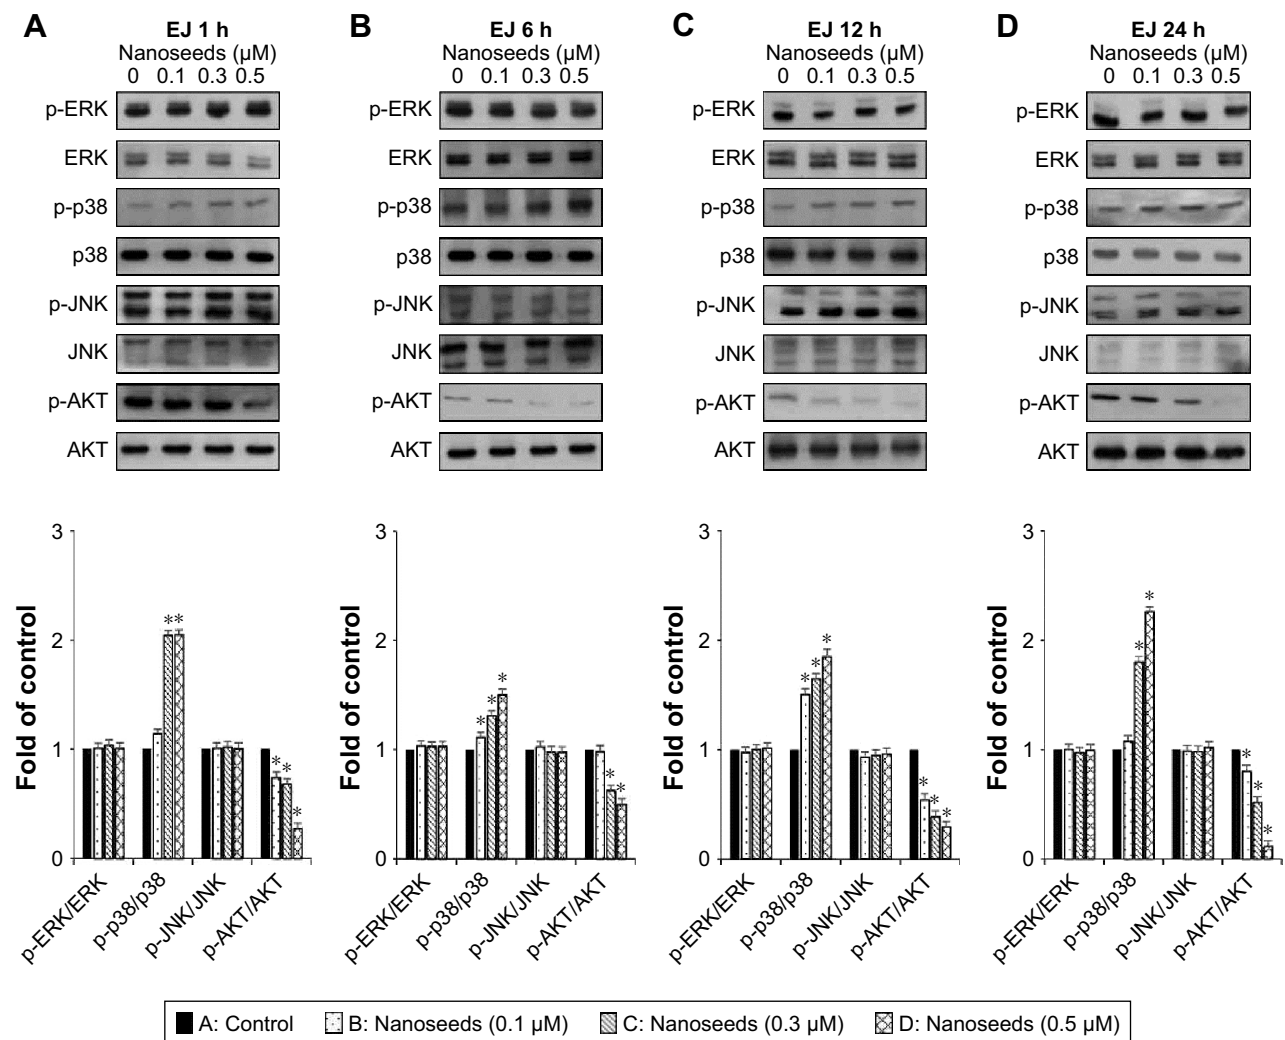 A
EJ 1 h
Nanoseeds (µM)
0 0.1 0.3 0.5
p-ERK
ERK
p-p38
p38
p-JNK
JNK
p-AKT
AKT
Fold of control
3
2
1
0
**
*
*
*
p-ERK/ERK
p-p38/p38
p-JNK/JNK
p-AKT/AKT
B
EJ 6 h
Nanoseeds (µM)
0 0.1 0.3 0.5
p-ERK
ERK
p-p38
p38
p-JNK
JNK
p-AKT
AKT
Fold of control
3
2
1
0
*
*
*
*
*
p-ERK/ERK
p-p38/p38
p-JNK/JNK
p-AKT/AKT
C
EJ 12 h
Nanoseeds (µM)
0 0.1 0.3 0.5
p-ERK
ERK
p-p38
p38
p-JNK
JNK
p-AKT
AKT
Fold of control
3
2
1
0
*
*
*
*
*
*
p-ERK/ERK
p-p38/p38
p-JNK/JNK
p-AKT/AKT
D
EJ 24 h
Nanoseeds (µM)
0 0.1 0.3 0.5
p-ERK
ERK
p-p38
p38
p-JNK
JNK
p-AKT
AKT
Fold of control
3
2
1
0
*
*
*
*
*
p-ERK/ERK
p-p38/p38
p-JNK/JNK
p-AKT/AKT
A: Control B: Nanoseeds (0.1 µM) C: Nanoseeds (0.3 µM) D: Nanoseeds (0.5 µM)